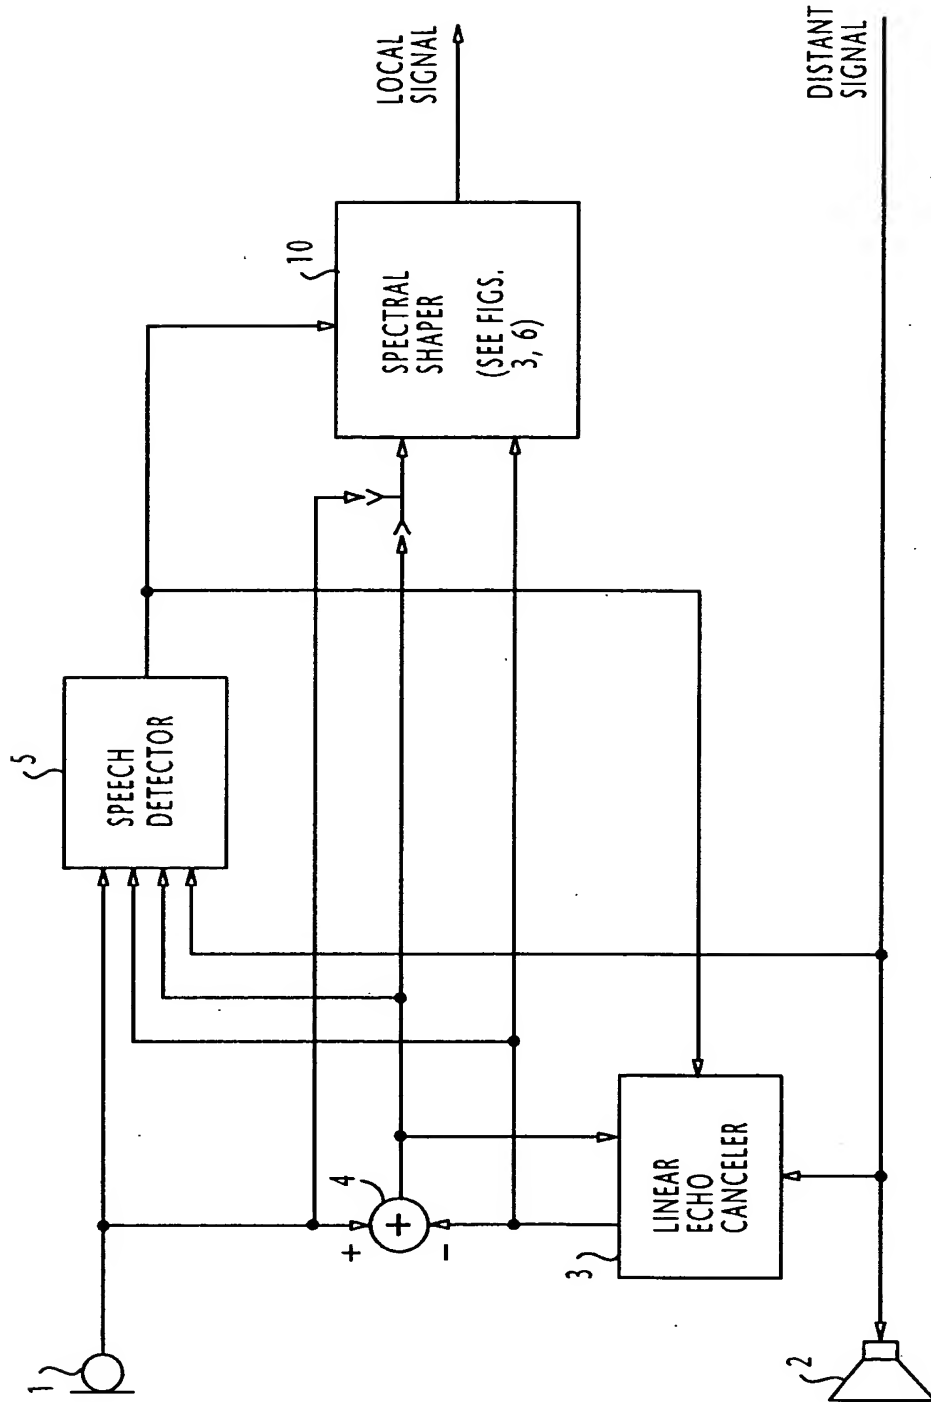 1
5
SPEECH
DETECTOR
10
SPECTRAL
SHAPER
(SEE FIGS.
3, 6)
LOCAL
SIGNAL
4
+
+
-
3
LINEAR
ECHO
CANCELER
2
DISTANT
SIGNAL